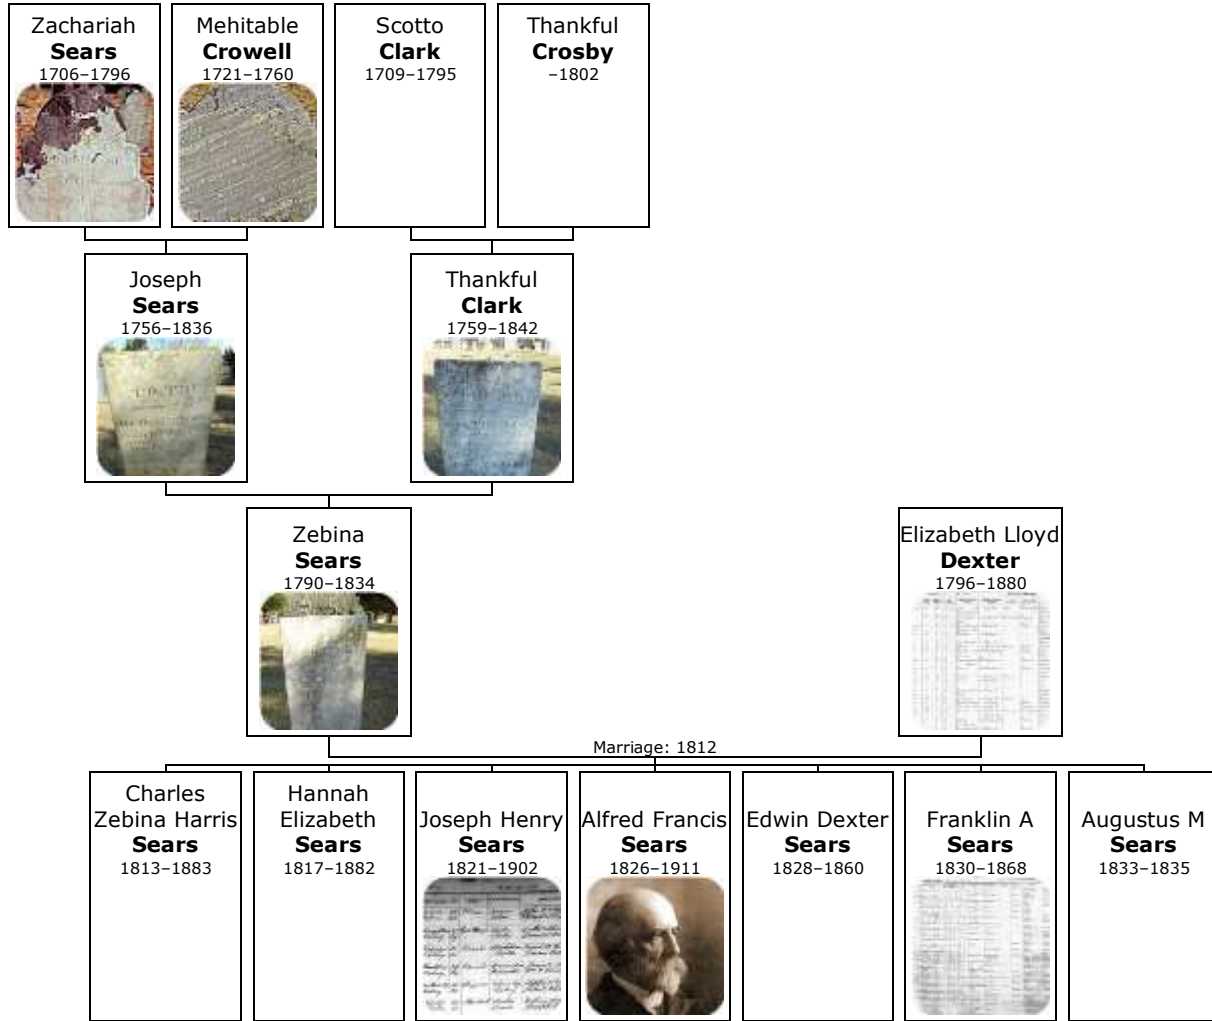 Zachariah
Sears
1706–1796
Mehitable
Crowell
1721–1760
Scotto
Clark
1709–1795
Thankful
Crosby
–1802
Joseph
Sears
1756–1836
Thankful
Clark
1759–1842
Zebina
Sears
1790–1834
Elizabeth Lloyd
Dexter
1796–1880
Marriage: 1812
Charles
Zebina Harris
Sears
1813–1883
Hannah
Elizabeth
Sears
1817–1882
Joseph Henry
Sears
1821–1902
Alfred Francis
Sears
1826–1911
Edwin Dexter
Sears
1828–1860
Franklin A
Sears
1830–1868
Augustus M
Sears
1833–1835